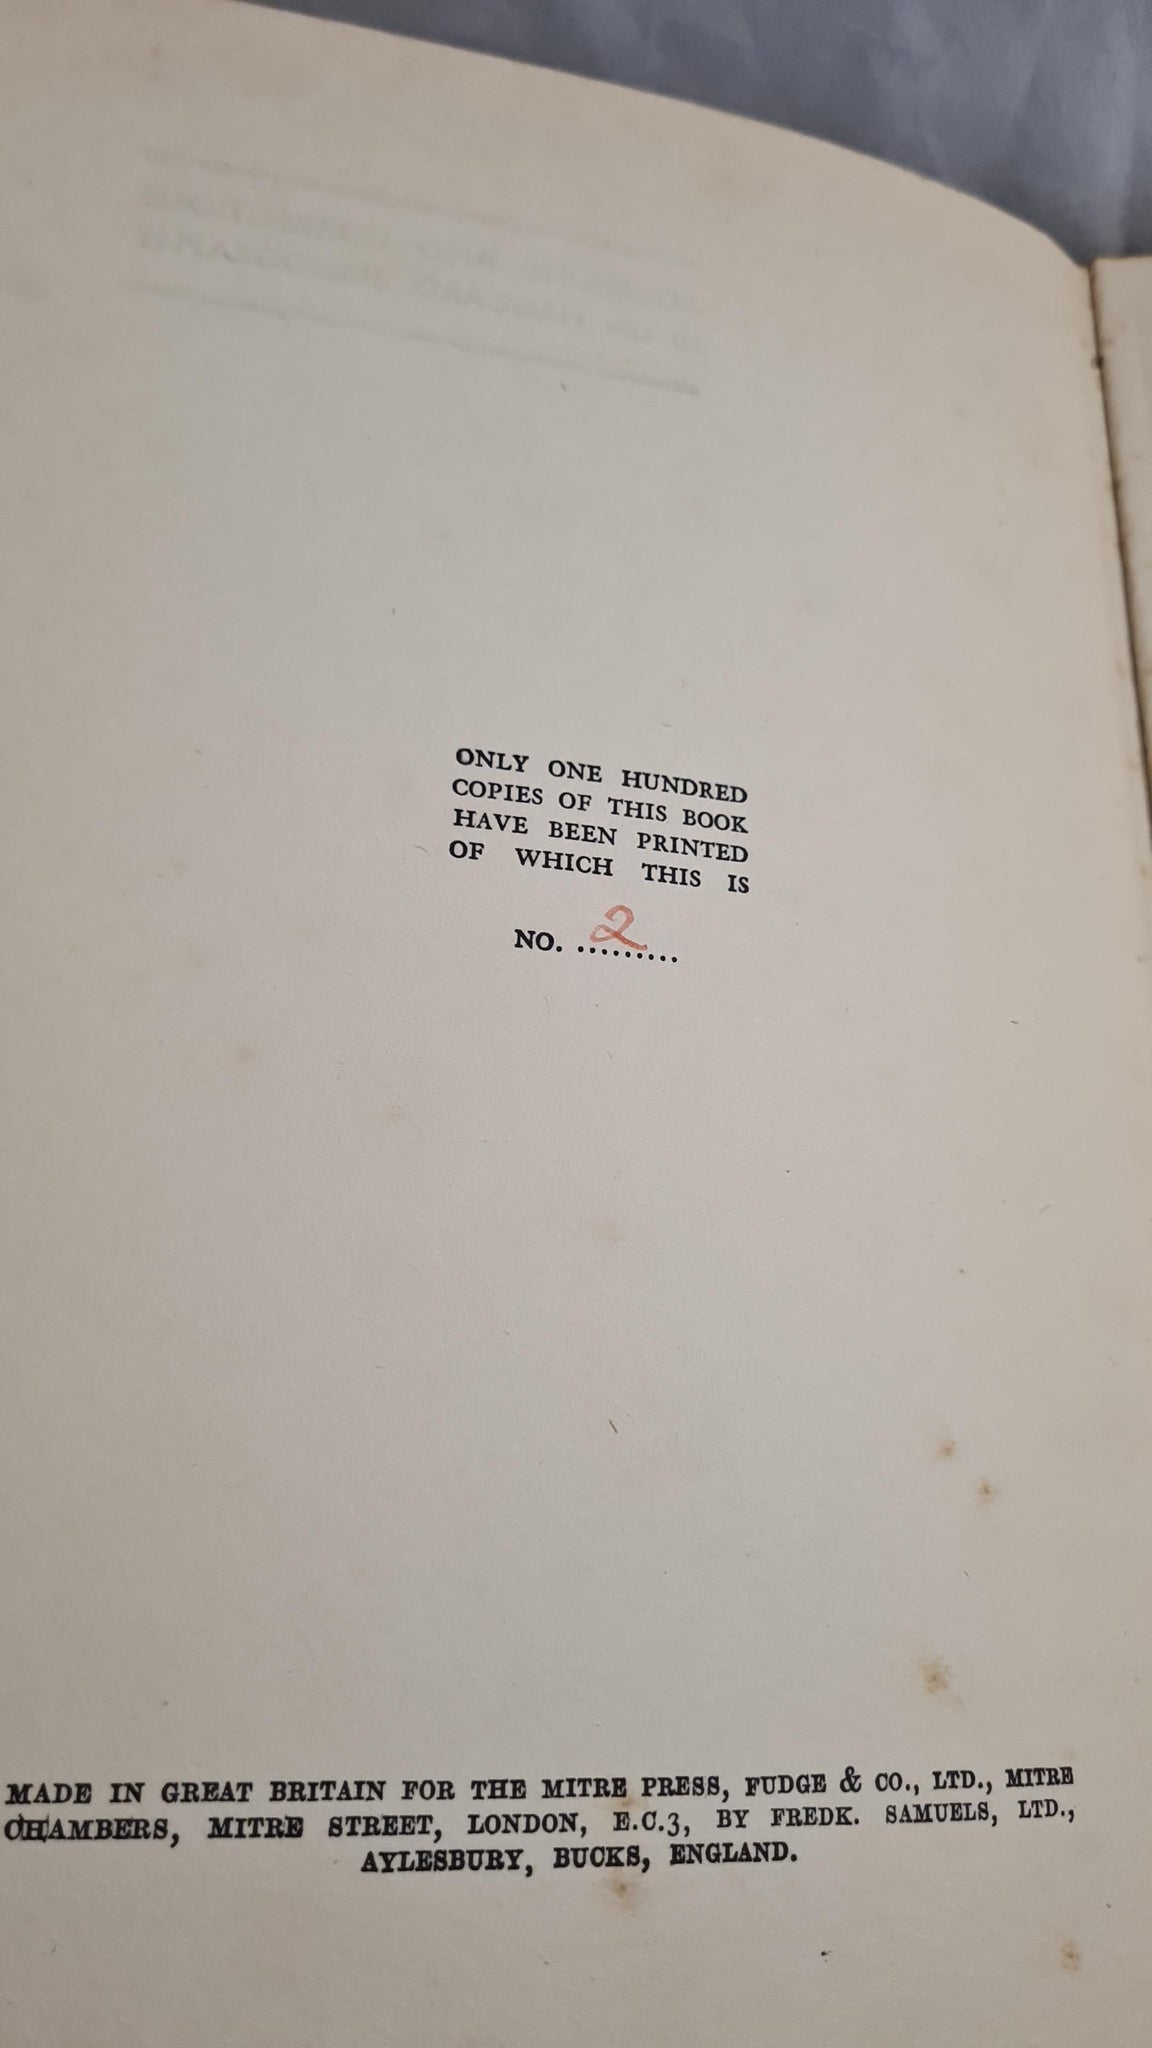 ONLY ONE HUNDRED
COPIES OF THIS BOOK
HAVE BEEN PRINTED
OF WHICH THIS IS
NO. .........2
MADE IN GREAT BRITAIN FOR THE MITRE PRESS, FUDGE & CO., LTD., MITRE
CHAMBERS, MITRE STREET, LONDON, E.C.3, BY FREDK. SAMUELS, LTD.,
AYLESBURY, BUCKS, ENGLAND.